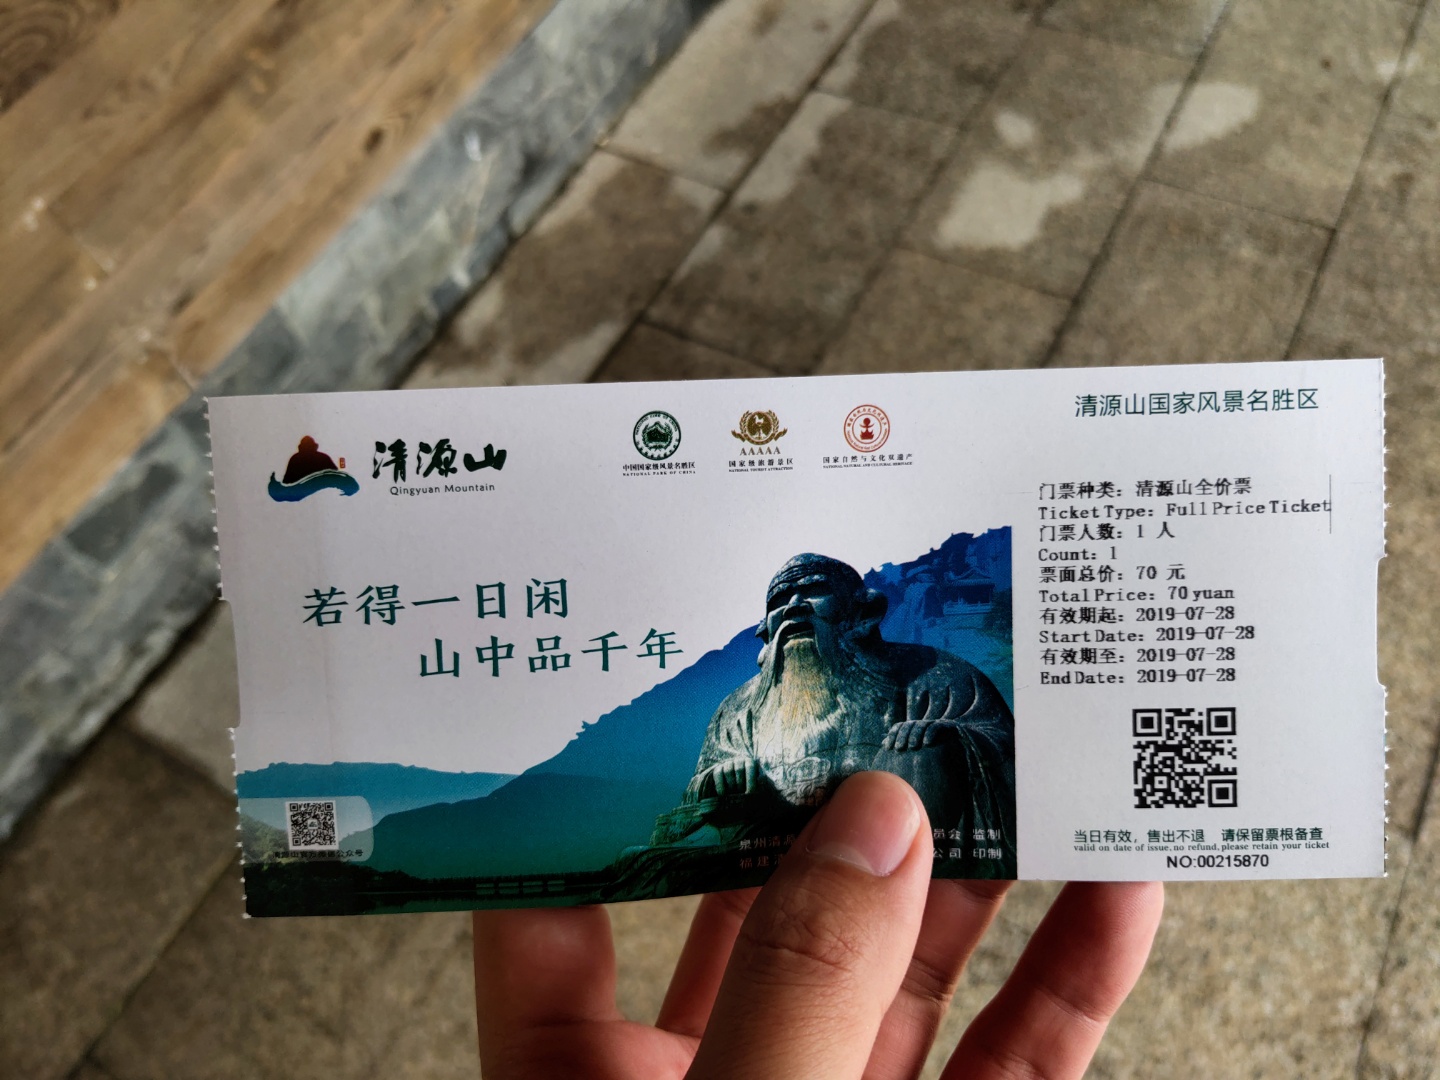 清源山
Qingyuan Mountain
中国国家级风景名胜区
NATIONAL PARK OF CHINA
AAAAA
国家级旅游景区
NATIONAL TOURIST ATTRACTION
国家自然与文化双遗产
NATIONAL NATURAL AND CULTURAL HERITAGE
若得一日闲
山中品千年
清源山官方微信公众号
泉州清源
员会 监制
福建
公司 印制
清源山国家风景名胜区
门票种类：清源山全价票
Ticket Type: Full Price Ticket
门票人数：1 人
Count: 1
票面总价：70 元
Total Price: 70 yuan
有效期起：2019-07-28
Start Date: 2019-07-28
有效期至：2019-07-28
End Date: 2019-07-28
当日有效，售出不退 请保留票根备查
valid on date of issue, no refund, please retain your ticket
NO:00215870